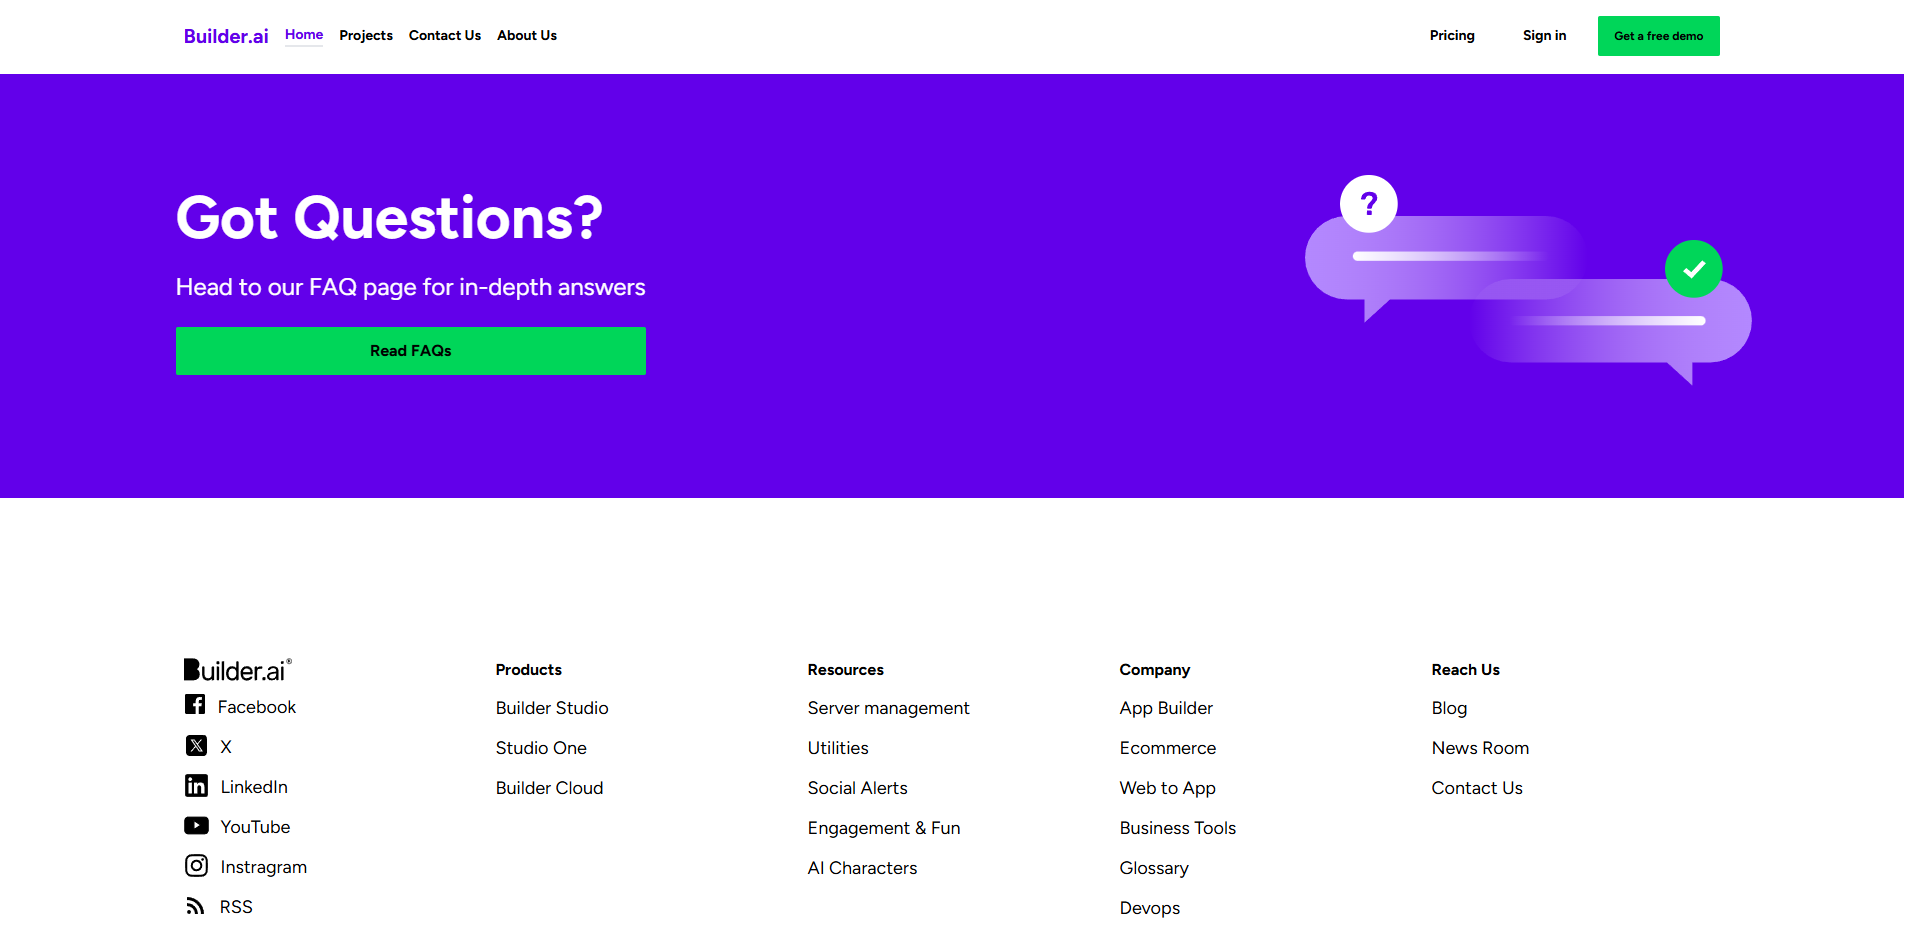 Builder.ai Home Projects Contact Us About Us Pricing Sign in Get a free demo
Got Questions?
Head to our FAQ page for in-depth answers
Read FAQs
?
Builder.ai®
Facebook
X
LinkedIn
YouTube
Instragram
RSS
Products
Builder Studio
Studio One
Builder Cloud
Resources
Server management
Utilities
Social Alerts
Engagement & Fun
AI Characters
Company
App Builder
Ecommerce
Web to App
Business Tools
Glossary
Devops
Reach Us
Blog
News Room
Contact Us